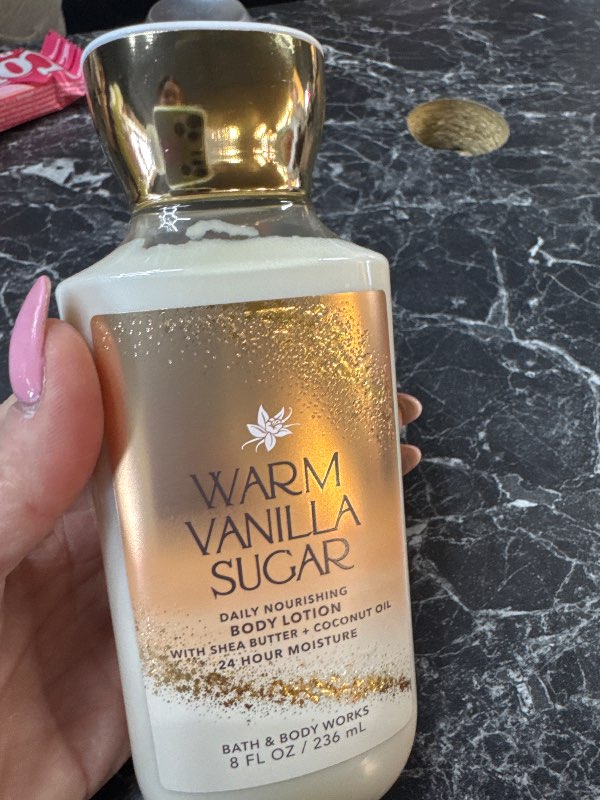 WARM
VANILLA
SUGAR
DAILY NOURISHING
BODY LOTION
WITH SHEA BUTTER + COCONUT OIL
24 HOUR MOISTURE
BATH & BODY WORKS
8 FL OZ / 236 mL